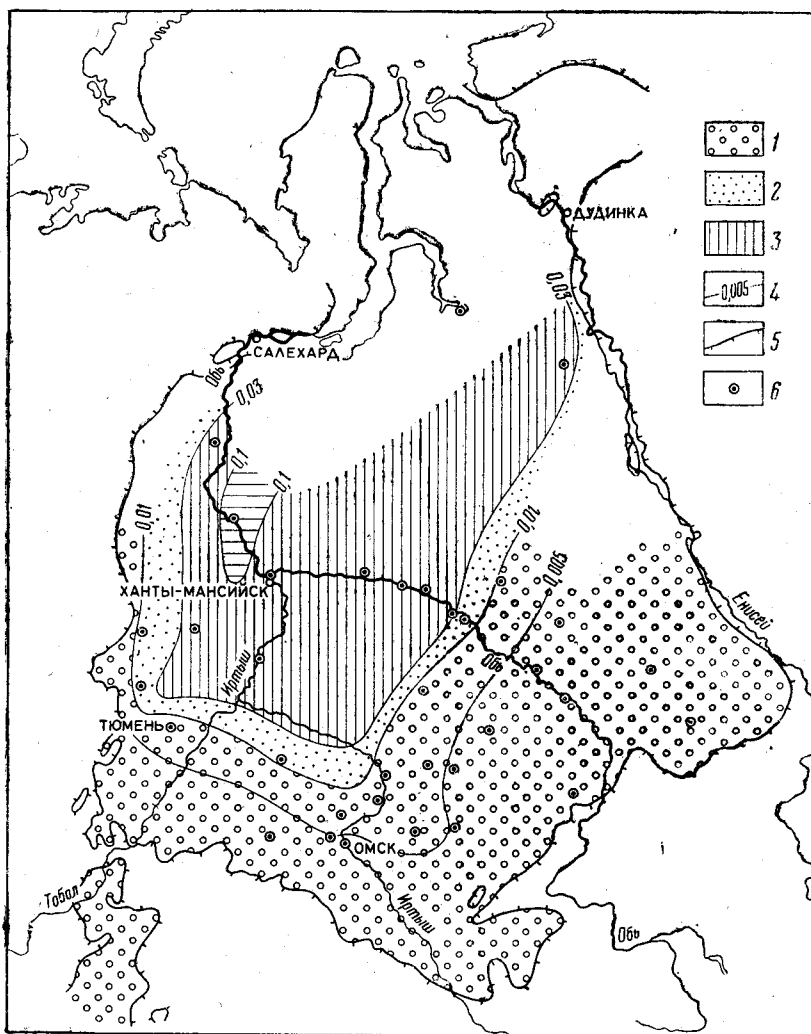 1
2
ДУДИНКА
3
0,03
0,005
4
5
САЛЕХАРД
Обь
6
0,03
0,1
0,1
0,01
0,01
0,005
ХАНТЫ-МАНСИЙСК
Енисей
Обь
Иртыш
ТЮМЕНЬ
ОМСК
Тобал
Иртыш
Обь